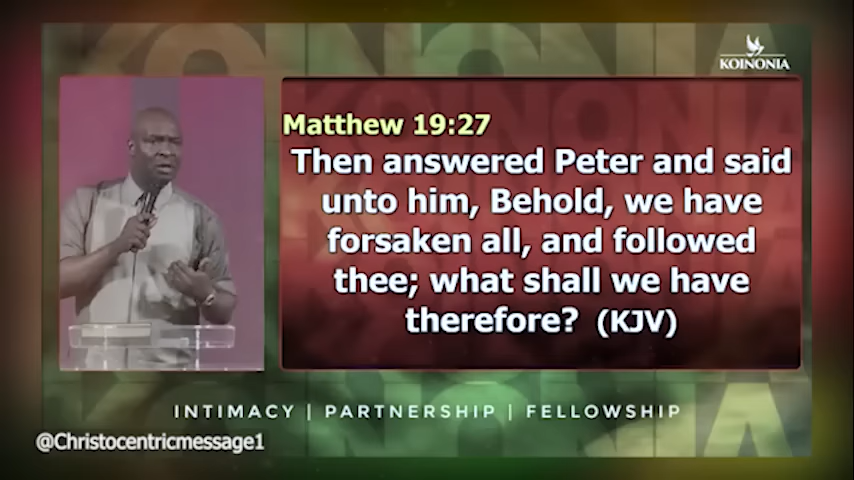 KOINONIA
Matthew 19:27
Then answered Peter and said
unto him, Behold, we have
forsaken all, and followed
thee; what shall we have
therefore? (KJV)
INTIMACY | PARTNERSHIP | FELLOWSHIP
@Christocentricmessage1